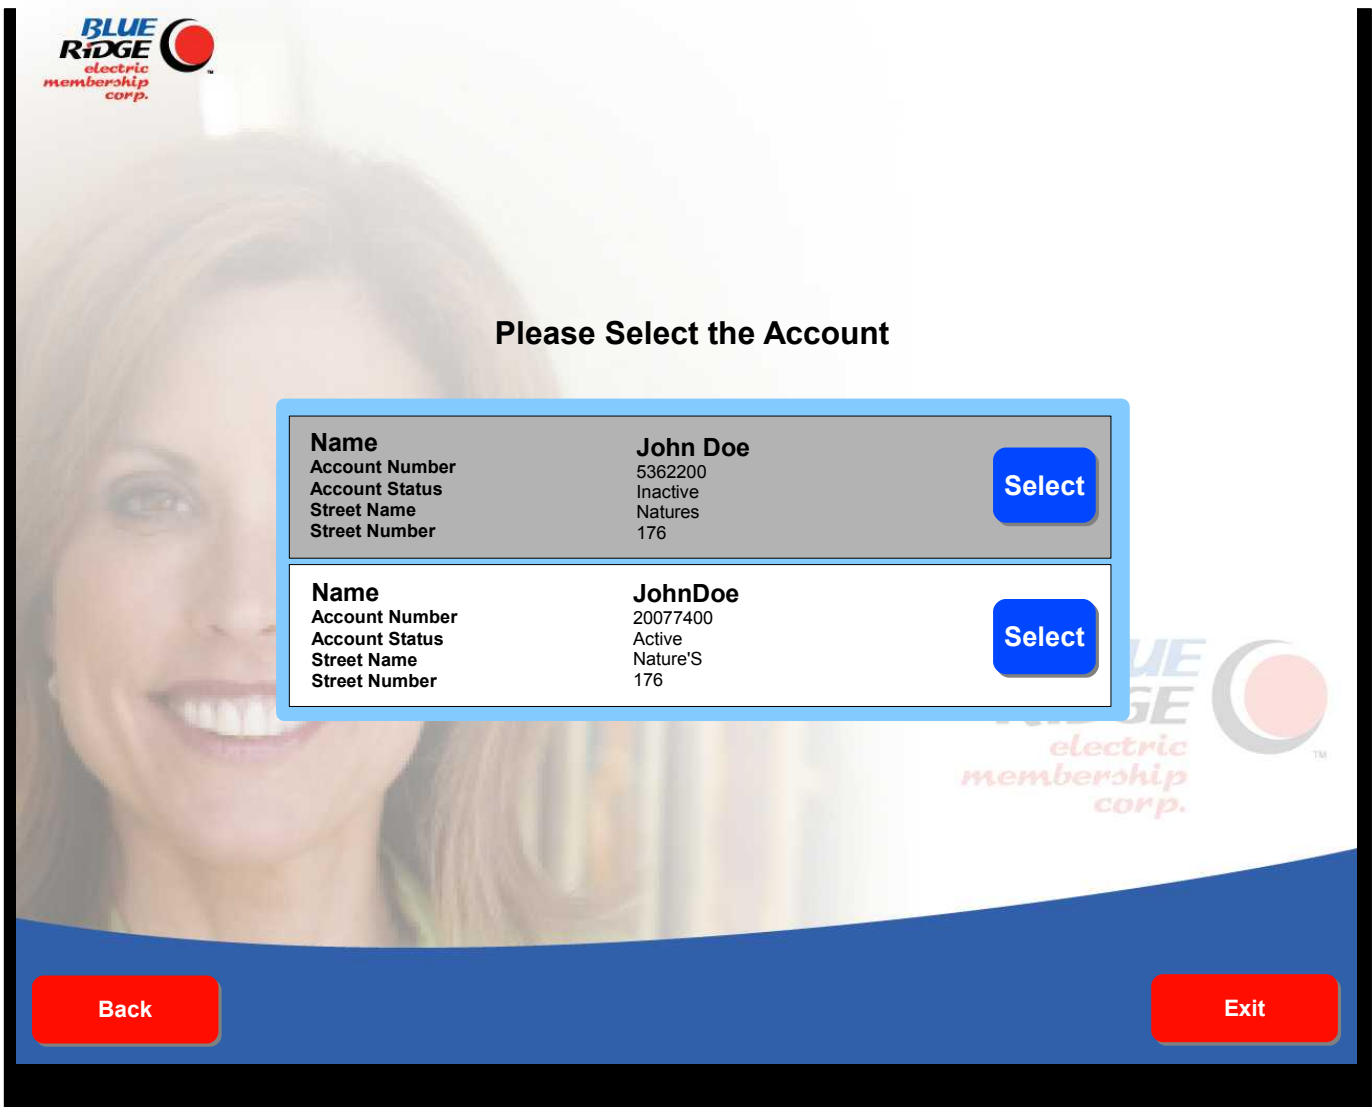 BLUE
RiDGE
electric
membership
corp.
TM
Please Select the Account
Name John Doe
Account Number 5362200
Account Status Inactive
Street Name Natures
Street Number 176
Select
Name JohnDoe
Account Number 20077400
Account Status Active
Street Name Nature'S
Street Number 176
Select
electric
membership
corp.
TM
Back
Exit